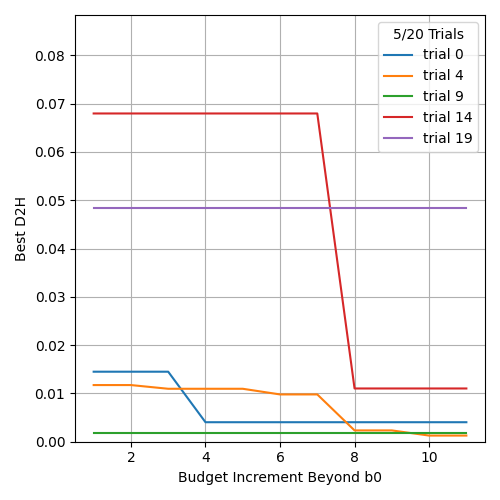 5/20 Trials
trial 0
trial 4
trial 9
trial 14
trial 19
Best D2H
0.08
0.07
0.06
0.05
0.04
0.03
0.02
0.01
0.00
2 4 6 8 10
Budget Increment Beyond b0